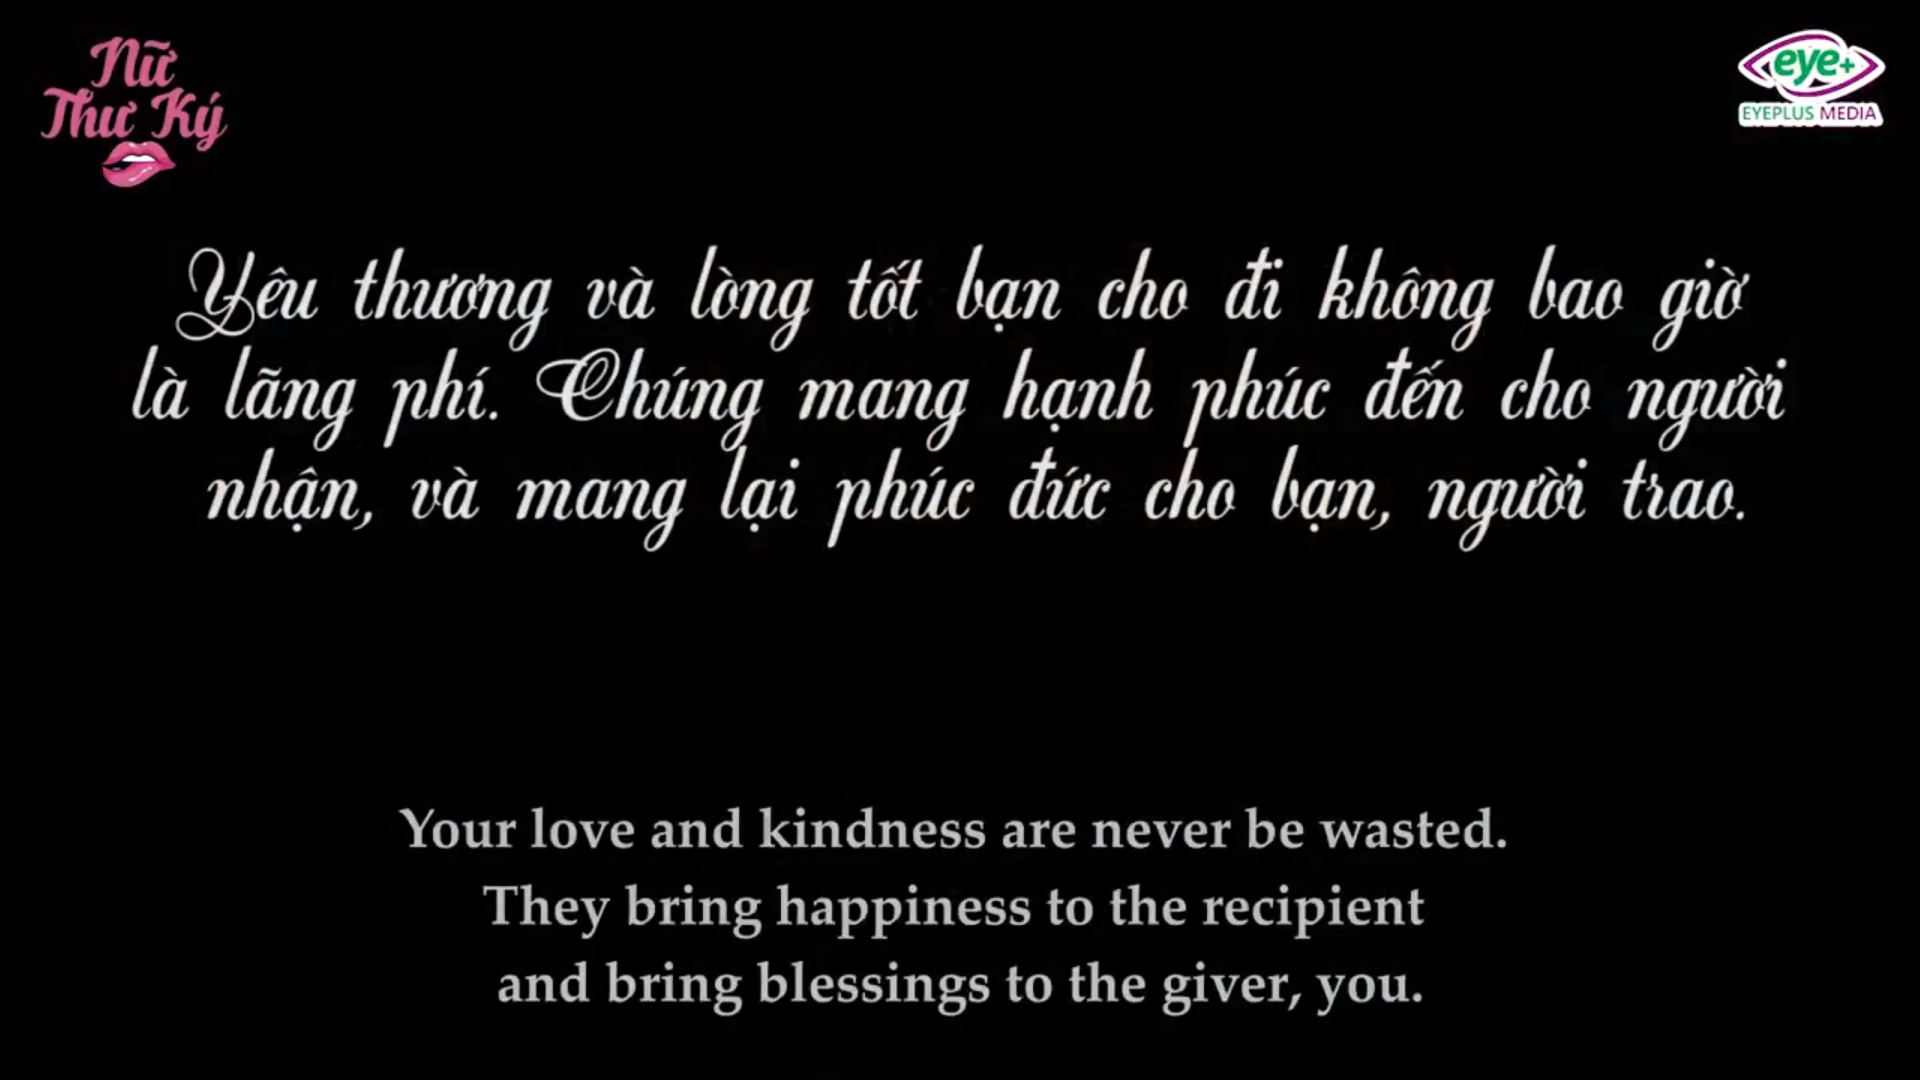 Nữ
Thư Ký
eye+
EYEPLUS MEDIA
Yêu thương và lòng tốt bạn cho đi không bao giờ
là lãng phí. Chúng mang hạnh phúc đến cho người
nhận, và mang lại phúc đức cho bạn, người trao.
Your love and kindness are never be wasted.
They bring happiness to the recipient
and bring blessings to the giver, you.